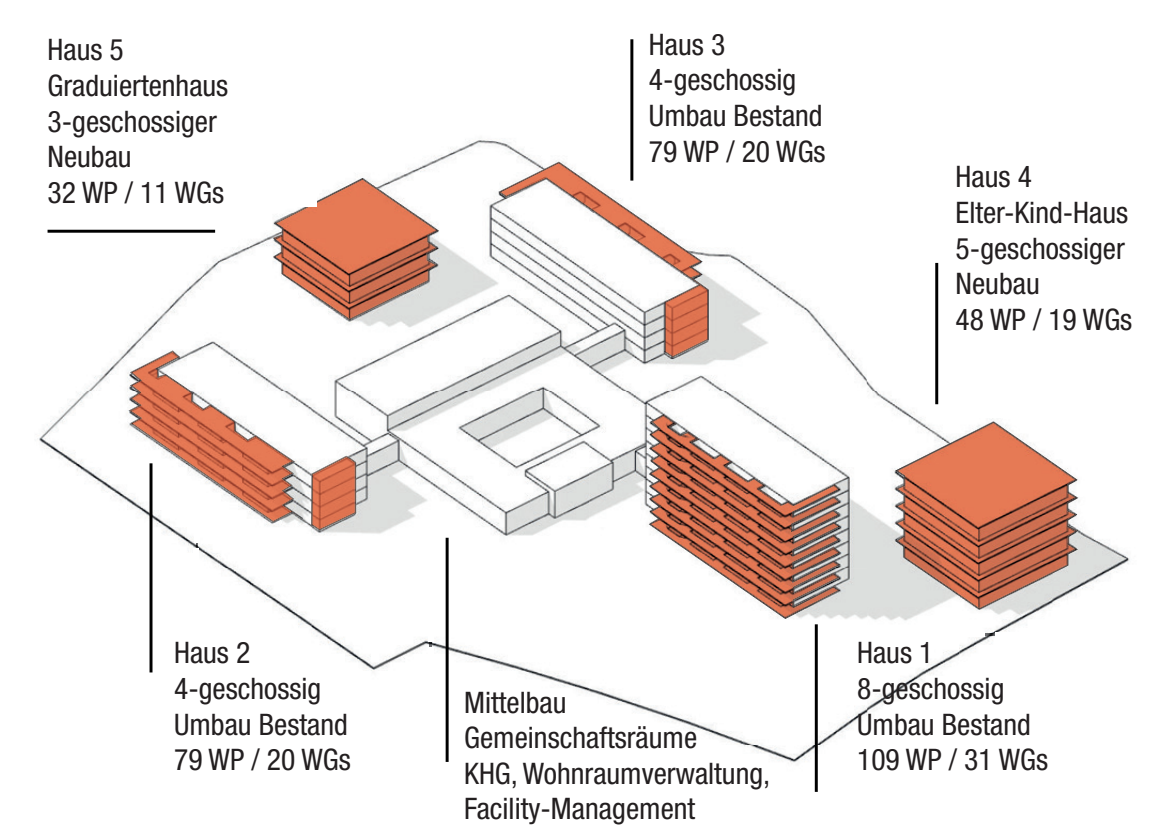 Haus 5
Graduiertenhaus
3-geschossiger
Neubau
32 WP / 11 WGs
Haus 3
4-geschossig
Umbau Bestand
79 WP / 20 WGs
Haus 4
Elter-Kind-Haus
5-geschossiger
Neubau
48 WP / 19 WGs
Haus 2
4-geschossig
Umbau Bestand
79 WP / 20 WGs
Mittelbau
Gemeinschaftsräume
KHG, Wohnraumverwaltung,
Facility-Management
Haus 1
8-geschossig
Umbau Bestand
109 WP / 31 WGs